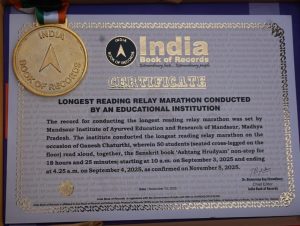 INDIA
BOOK OF RECORDS
India
Book of Records
CERTIFICATE
LONGEST READING RELAY MARATHON CONDUCTED
BY AN EDUCATIONAL INSTITUTION
The record for conducting the longest reading relay marathon was set by
Mandsaur Institute of Ayurved Education and Research of Mandsaur, Madhya
Pradesh. The institute conducted the longest reading relay marathon on the
occasion of Ganesh Chaturthi, wherein 50 students (seated cross-legged on the
floor) read aloud, together, the Sanskrit book 'Ashtang Hrudyam' non-stop for
18 hours and 25 minutes; starting at 10 a.m. on September 3, 2025 and ending
at 4.25 a.m. on September 4, 2025, as confirmed on November 5, 2025.
Chief Editor
India Book of Records